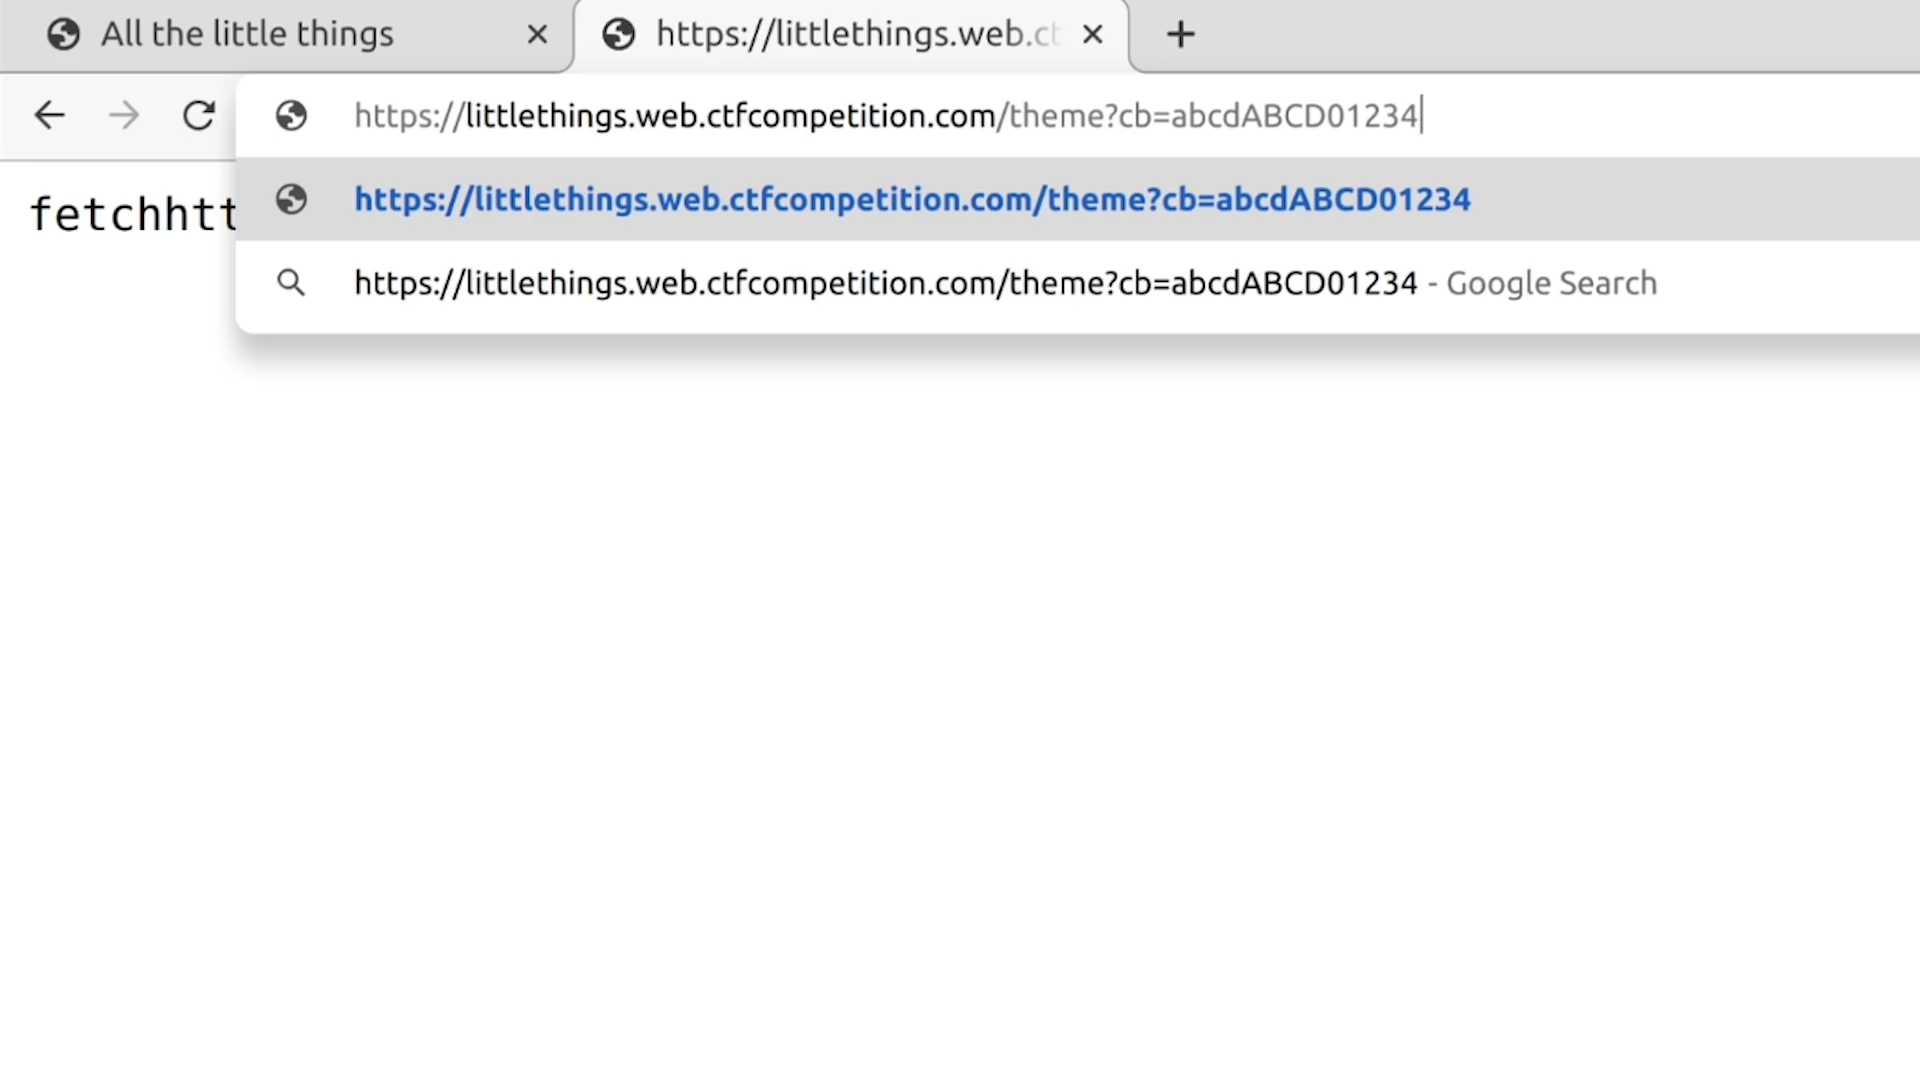 All the little things
https://littlethings.web.ct
https://littlethings.web.ctfcompetition.com/theme?cb=abcdABCD01234
https://littlethings.web.ctfcompetition.com/theme?cb=abcdABCD01234
https://littlethings.web.ctfcompetition.com/theme?cb=abcdABCD01234 - Google Search
fetchhtt